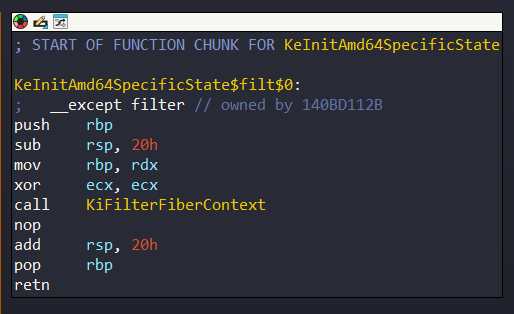 ; START OF FUNCTION CHUNK FOR KeInitAmd64SpecificState
KeInitAmd64SpecificState$filt$0:
;   __except filter // owned by 140BD112B
push    rbp
sub     rsp, 20h
mov     rbp, rdx
xor     ecx, ecx
call    KiFilterFiberContext
nop
add     rsp, 20h
pop     rbp
retn